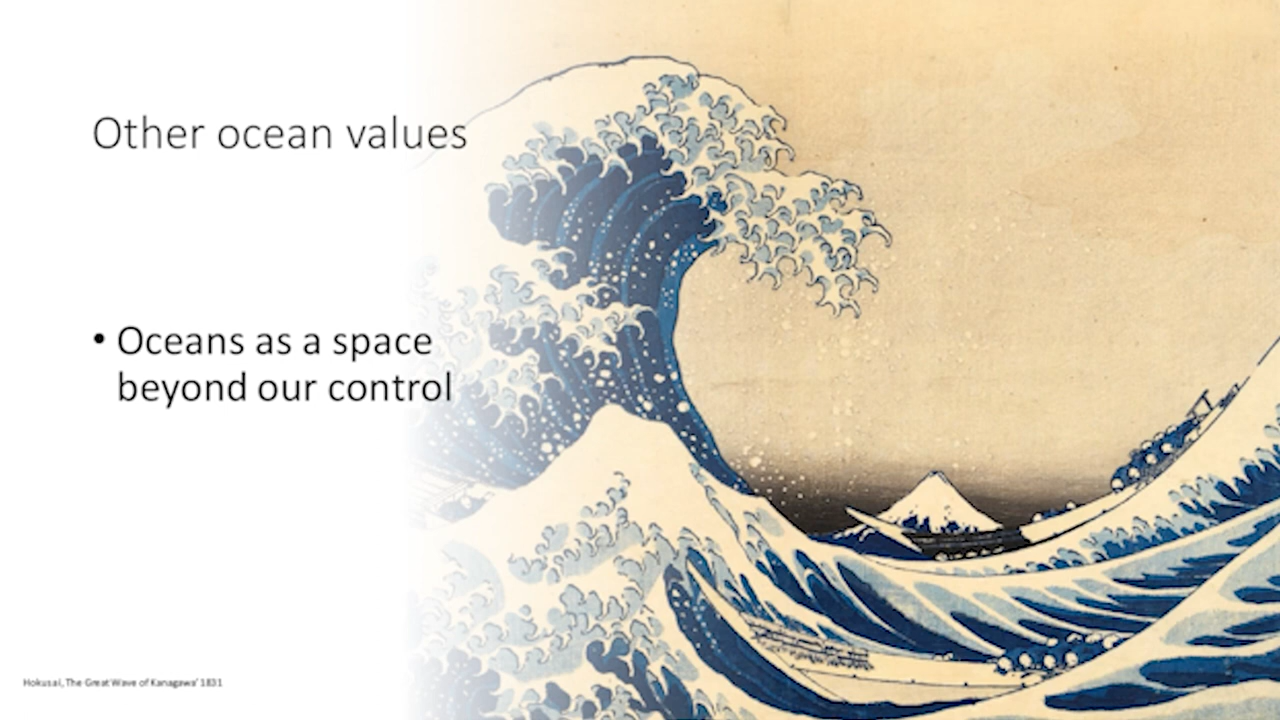 Other ocean values
• Oceans as a space
beyond our control
Hokusai, The Great Wave of Kanagawa' 1831